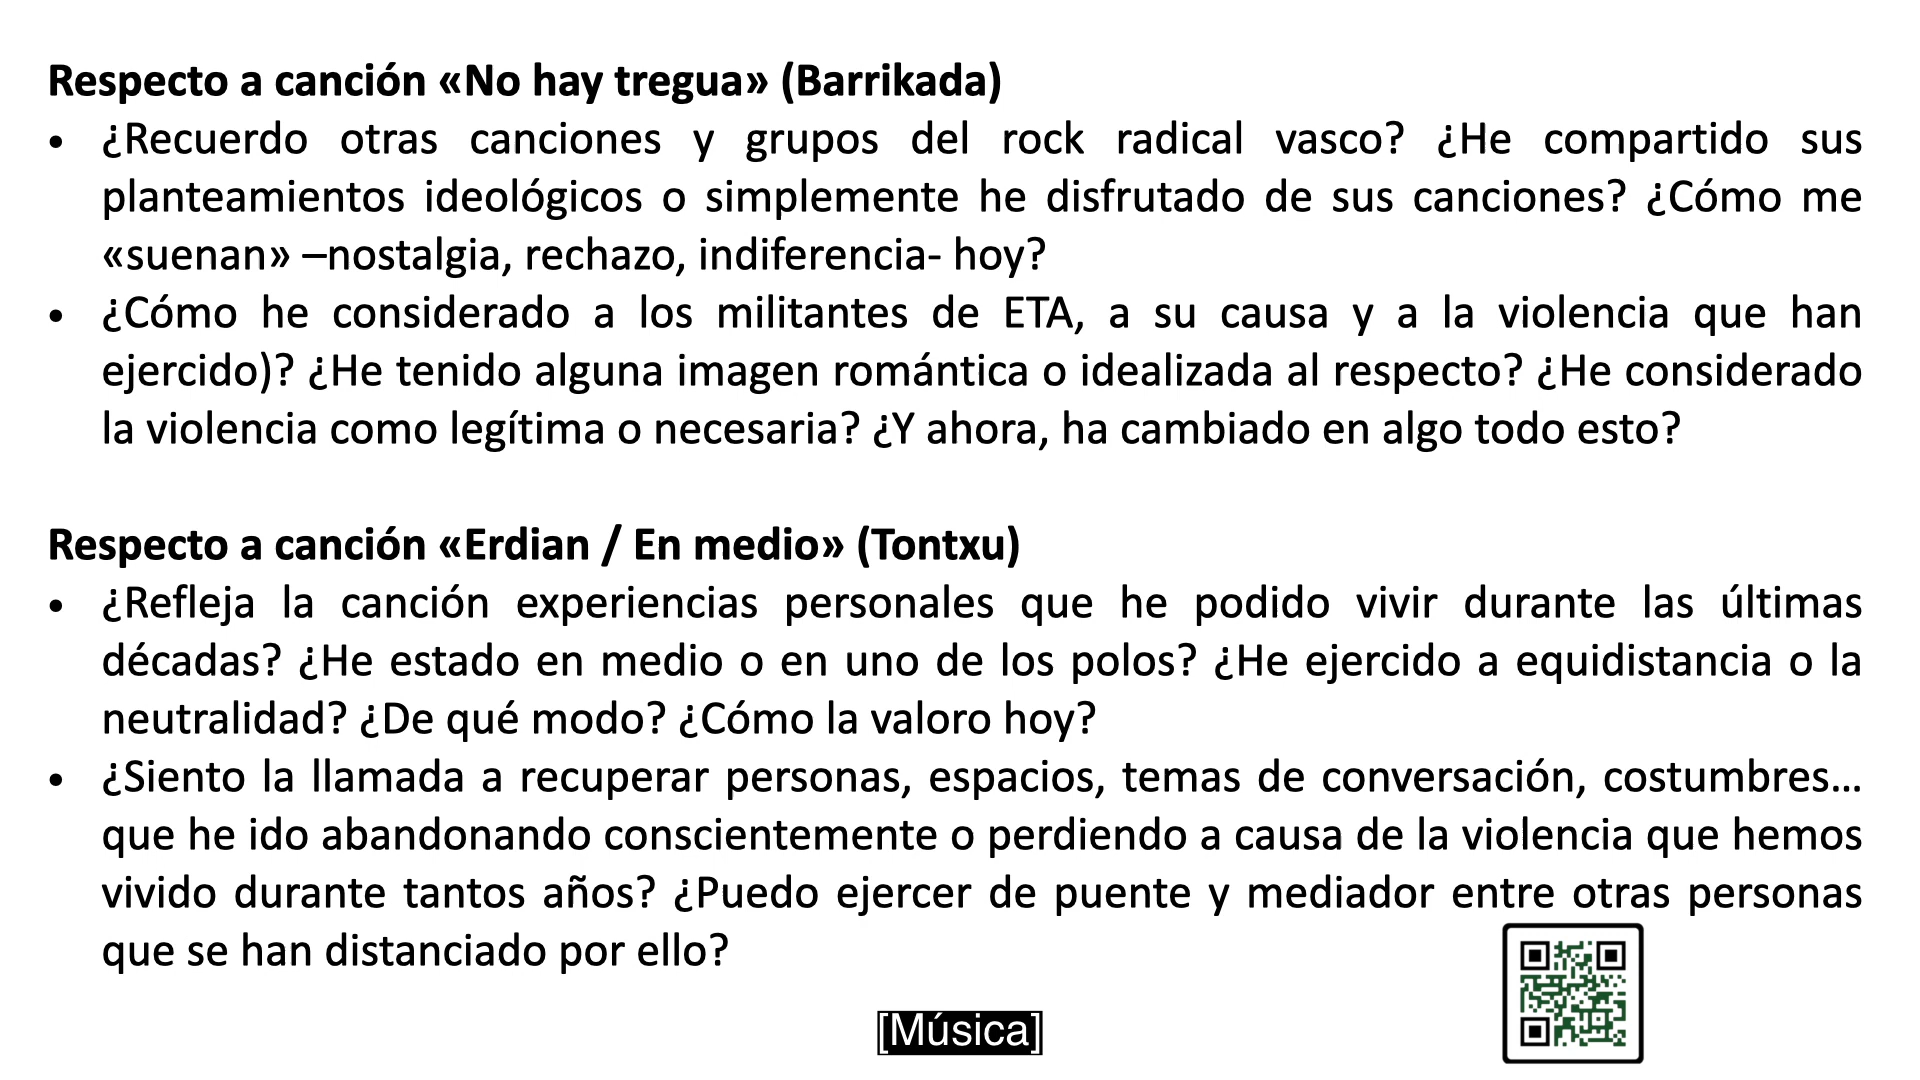 Respecto a canción «No hay tregua» (Barrikada)
• ¿Recuerdo otras canciones y grupos del rock radical vasco? ¿He compartido sus
planteamientos ideológicos o simplemente he disfrutado de sus canciones? ¿Cómo me
«suenan» –nostalgia, rechazo, indiferencia- hoy?
• ¿Cómo he considerado a los militantes de ETA, a su causa y a la violencia que han
ejercido)? ¿He tenido alguna imagen romántica o idealizada al respecto? ¿He considerado
la violencia como legítima o necesaria? ¿Y ahora, ha cambiado en algo todo esto?
Respecto a canción «Erdian / En medio» (Tontxu)
• ¿Refleja la canción experiencias personales que he podido vivir durante las últimas
décadas? ¿He estado en medio o en uno de los polos? ¿He ejercido a equidistancia o la
neutralidad? ¿De qué modo? ¿Cómo la valoro hoy?
• ¿Siento la llamada a recuperar personas, espacios, temas de conversación, costumbres…
que he ido abandonando conscientemente o perdiendo a causa de la violencia que hemos
vivido durante tantos años? ¿Puedo ejercer de puente y mediador entre otras personas
que se han distanciado por ello?
[Música]